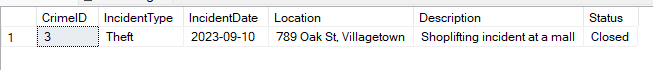 CrimeID IncidentType IncidentDate Location Description Status
1 3 Theft 2023-09-10 789 Oak St, Villagetown Shoplifting incident at a mall Closed